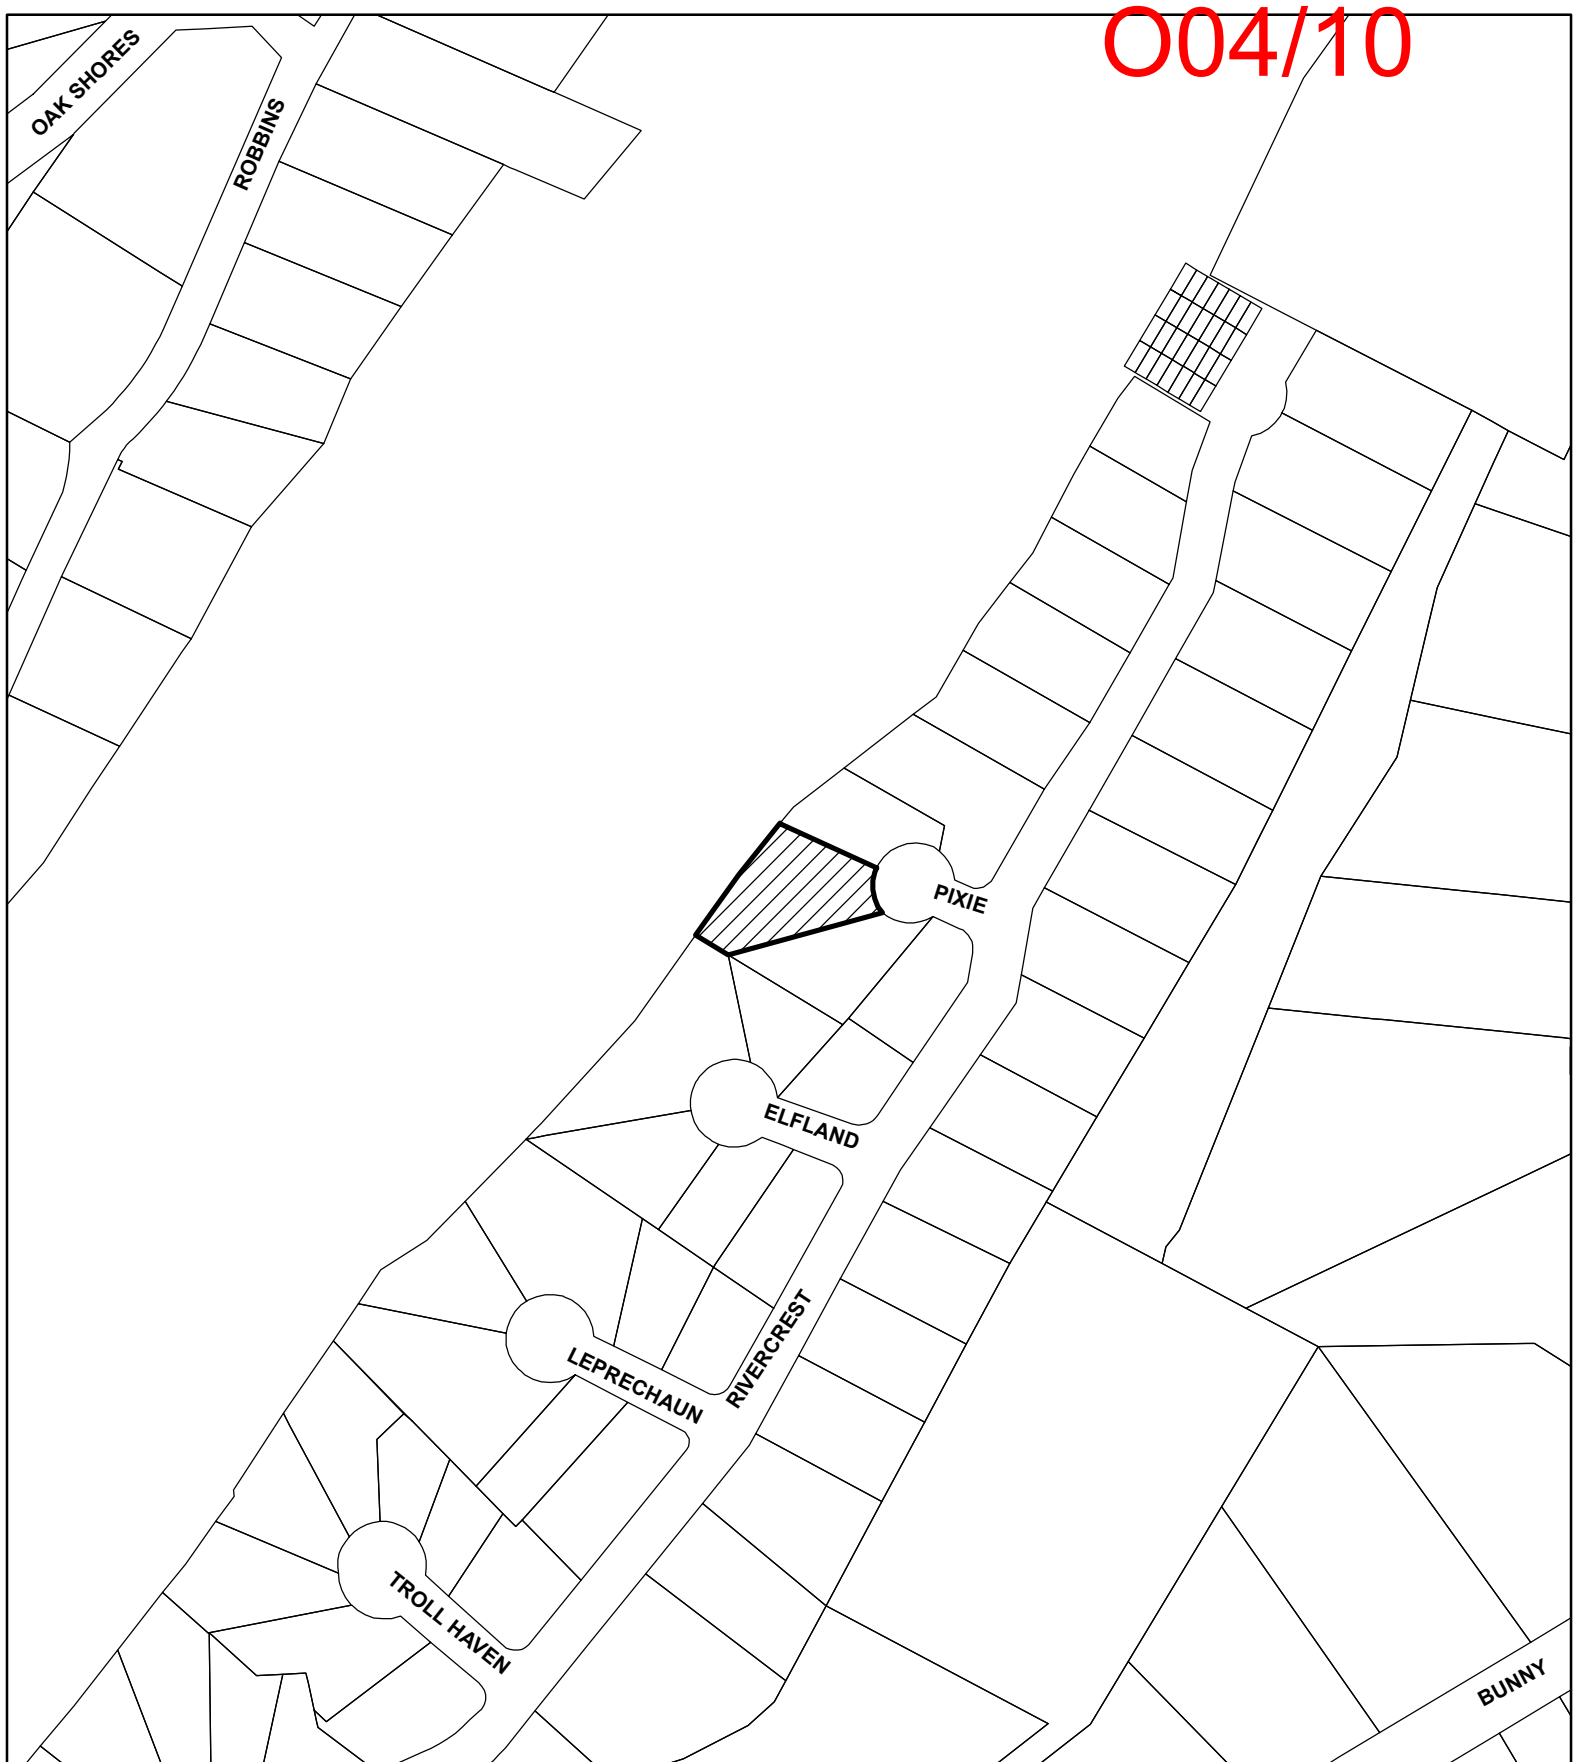 O04/10
OAK SHORES
ROBBINS
PIXIE
ELFLAND
RIVERCREST
LEPRECHAUN
TROLL HAVEN
BUNNY